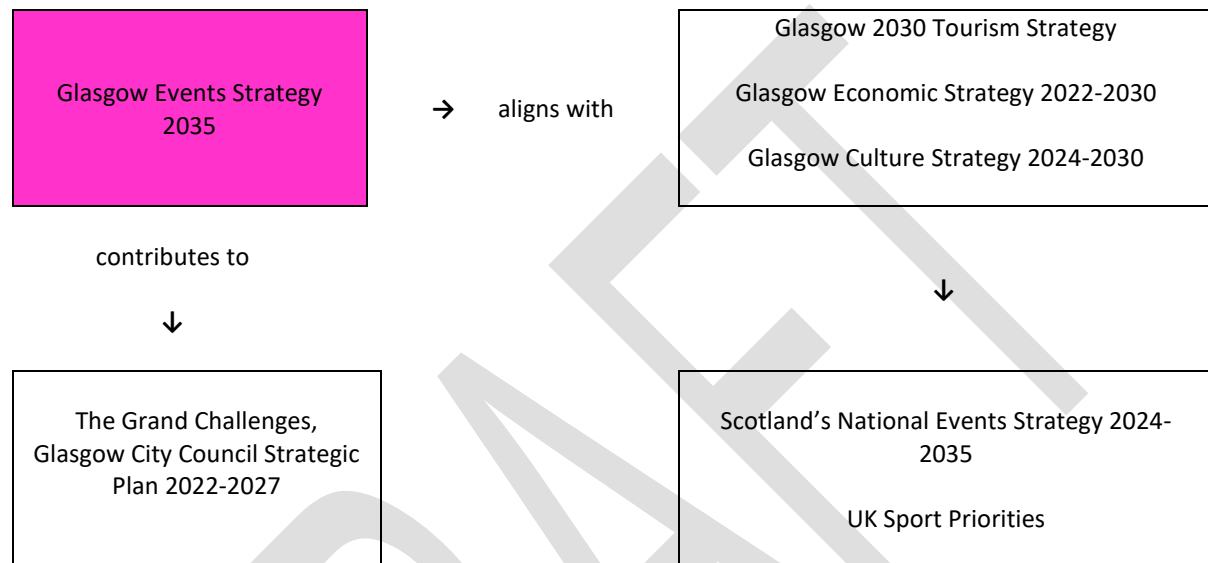 Glasgow Events Strategy
2035
→ aligns with
Glasgow 2030 Tourism Strategy
Glasgow Economic Strategy 2022-2030
Glasgow Culture Strategy 2024-2030
contributes to
↓
↓
The Grand Challenges,
Glasgow City Council Strategic
Plan 2022-2027
Scotland’s National Events Strategy 2024-
2035
UK Sport Priorities
DRAFT